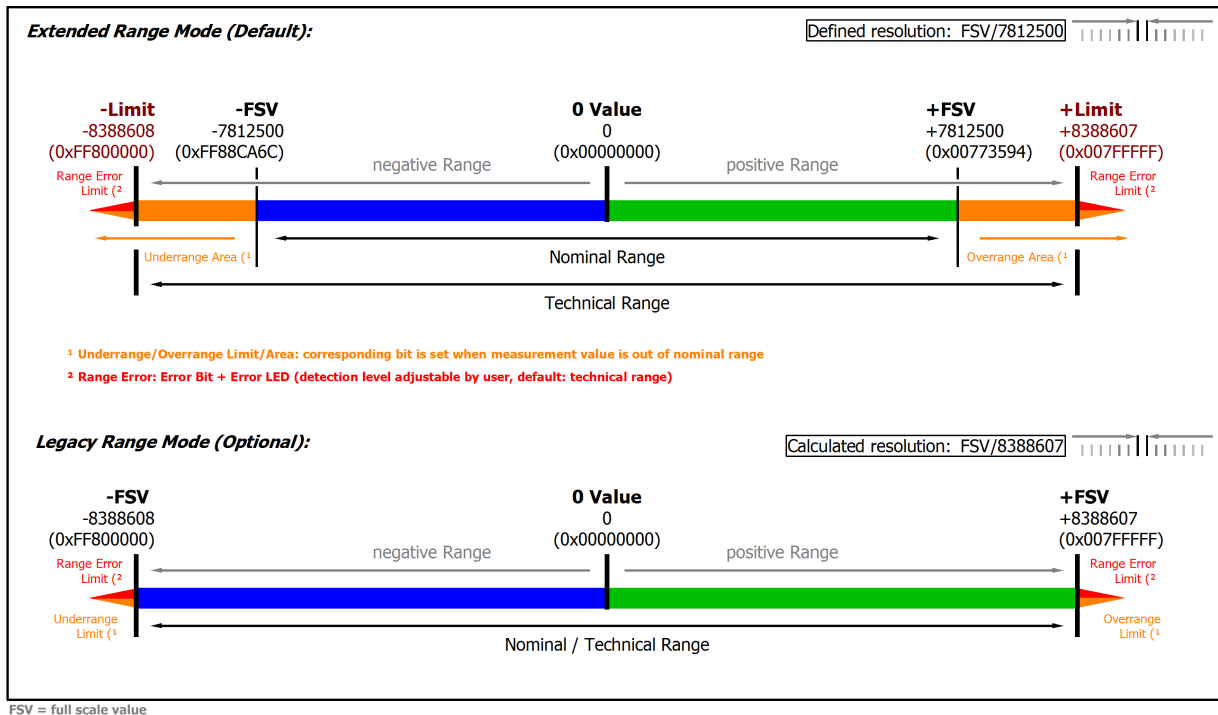 Extended Range Mode (Default):
Defined resolution: FSV/7812500
-Limit
-8388608
(0xFF800000)
-FSV
-7812500
(0xFF88CA6C)
0 Value
0
(0x00000000)
+FSV
+7812500
(0x00773594)
+Limit
+8388607
(0x007FFFFF)
negative Range
positive Range
Range Error
Limit (²
Range Error
Limit (²
Underrange Area (¹
Nominal Range
Overrange Area (¹
Technical Range
¹ Underrange/Overrange Limit/Area: corresponding bit is set when measurement value is out of nominal range
² Range Error: Error Bit + Error LED (detection level adjustable by user, default: technical range)
Legacy Range Mode (Optional):
Calculated resolution: FSV/8388607
-FSV
-8388608
(0xFF800000)
0 Value
0
(0x00000000)
+FSV
+8388607
(0x007FFFFF)
negative Range
positive Range
Range Error
Limit (²
Range Error
Limit (²
Underrange
Limit (¹
Overrange
Limit (¹
Nominal / Technical Range
FSV = full scale value